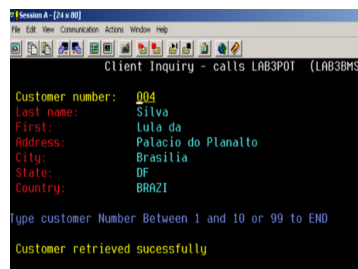 Session A - [24 x 80]
File Edit View Communication Actions Window Help
Client Inquiry - calls LAB3POT (LAB3BMS
Customer number: 004
Last name: Silva
First: Lula da
Address: Palacio do Planalto
City: Brasilia
State: DF
Country: BRAZI
Type customer Number Between 1 and 10 or 99 to END
Customer retrieved sucessfully